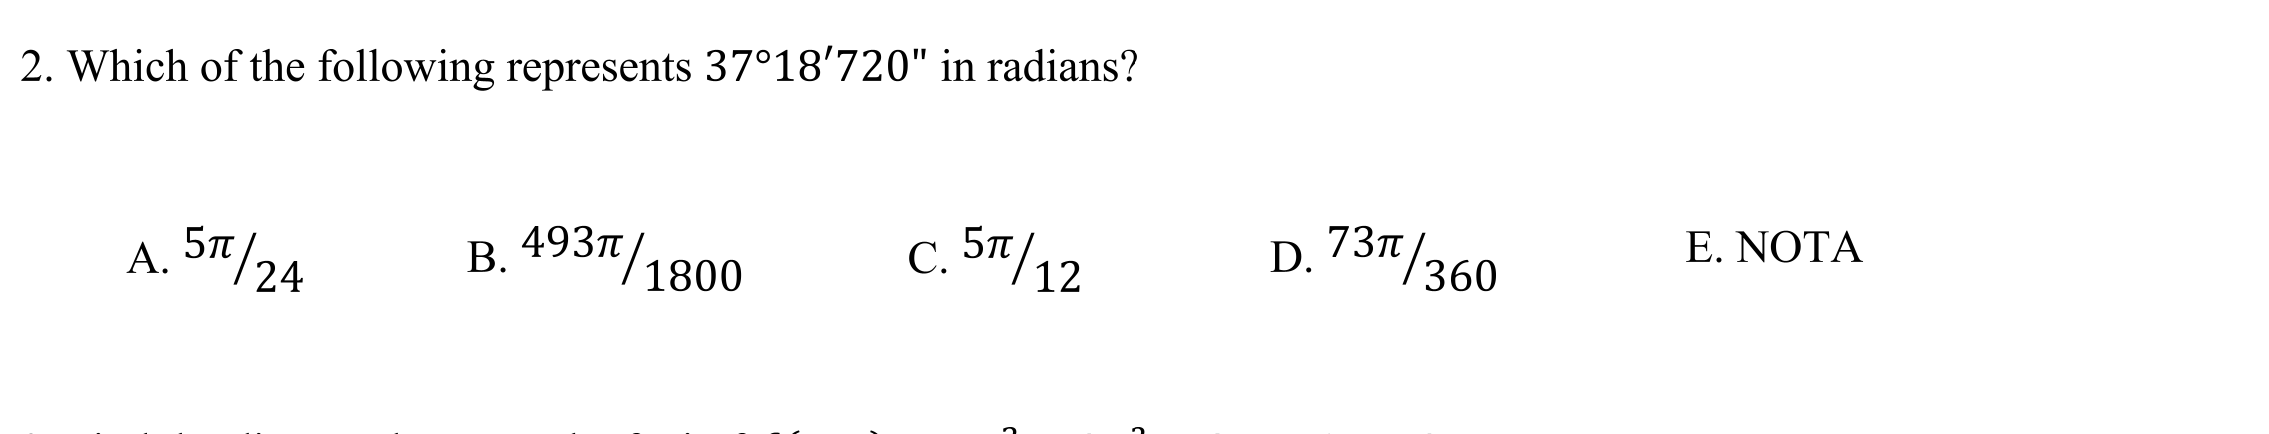 2. Which of the following represents 37°18′720" in radians?
A. 5π/24 B. 493π/1800 C. 5π/12 D. 73π/360 E. NOTA